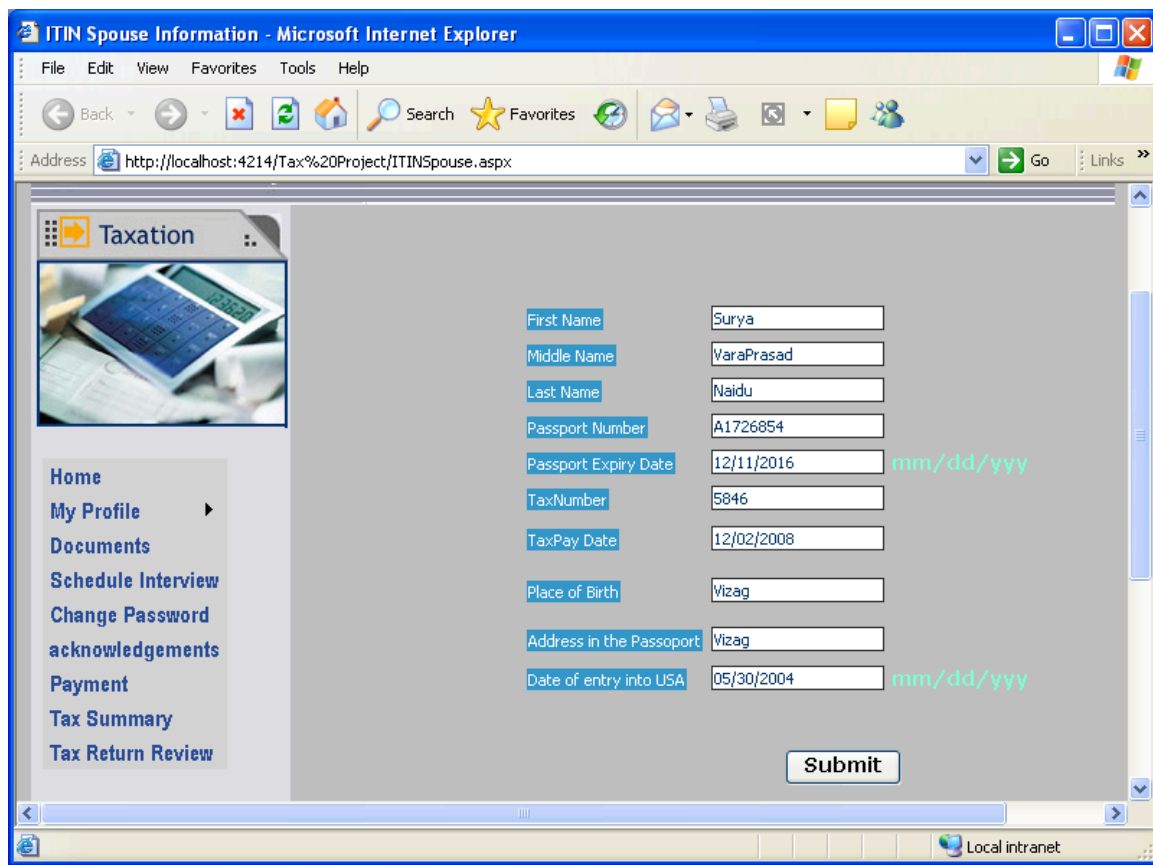 ITIN Spouse Information - Microsoft Internet Explorer
File Edit View Favorites Tools Help
Back Search Favorites
Address http://localhost:4214/Tax%20Project/ITINSpouse.aspx Go Links »
Taxation
123620
First Name Surya
Middle Name VaraPrasad
Last Name Naidu
Passport Number A1726854
Passport Expiry Date 12/11/2016 mm/dd/yyy
TaxNumber 5846
TaxPay Date 12/02/2008
Place of Birth Vizag
Address in the Passoport Vizag
Date of entry into USA 05/30/2004 mm/dd/yyy
Submit
Home
My Profile
Documents
Schedule Interview
Change Password
acknowledgements
Payment
Tax Summary
Tax Return Review
Local intranet